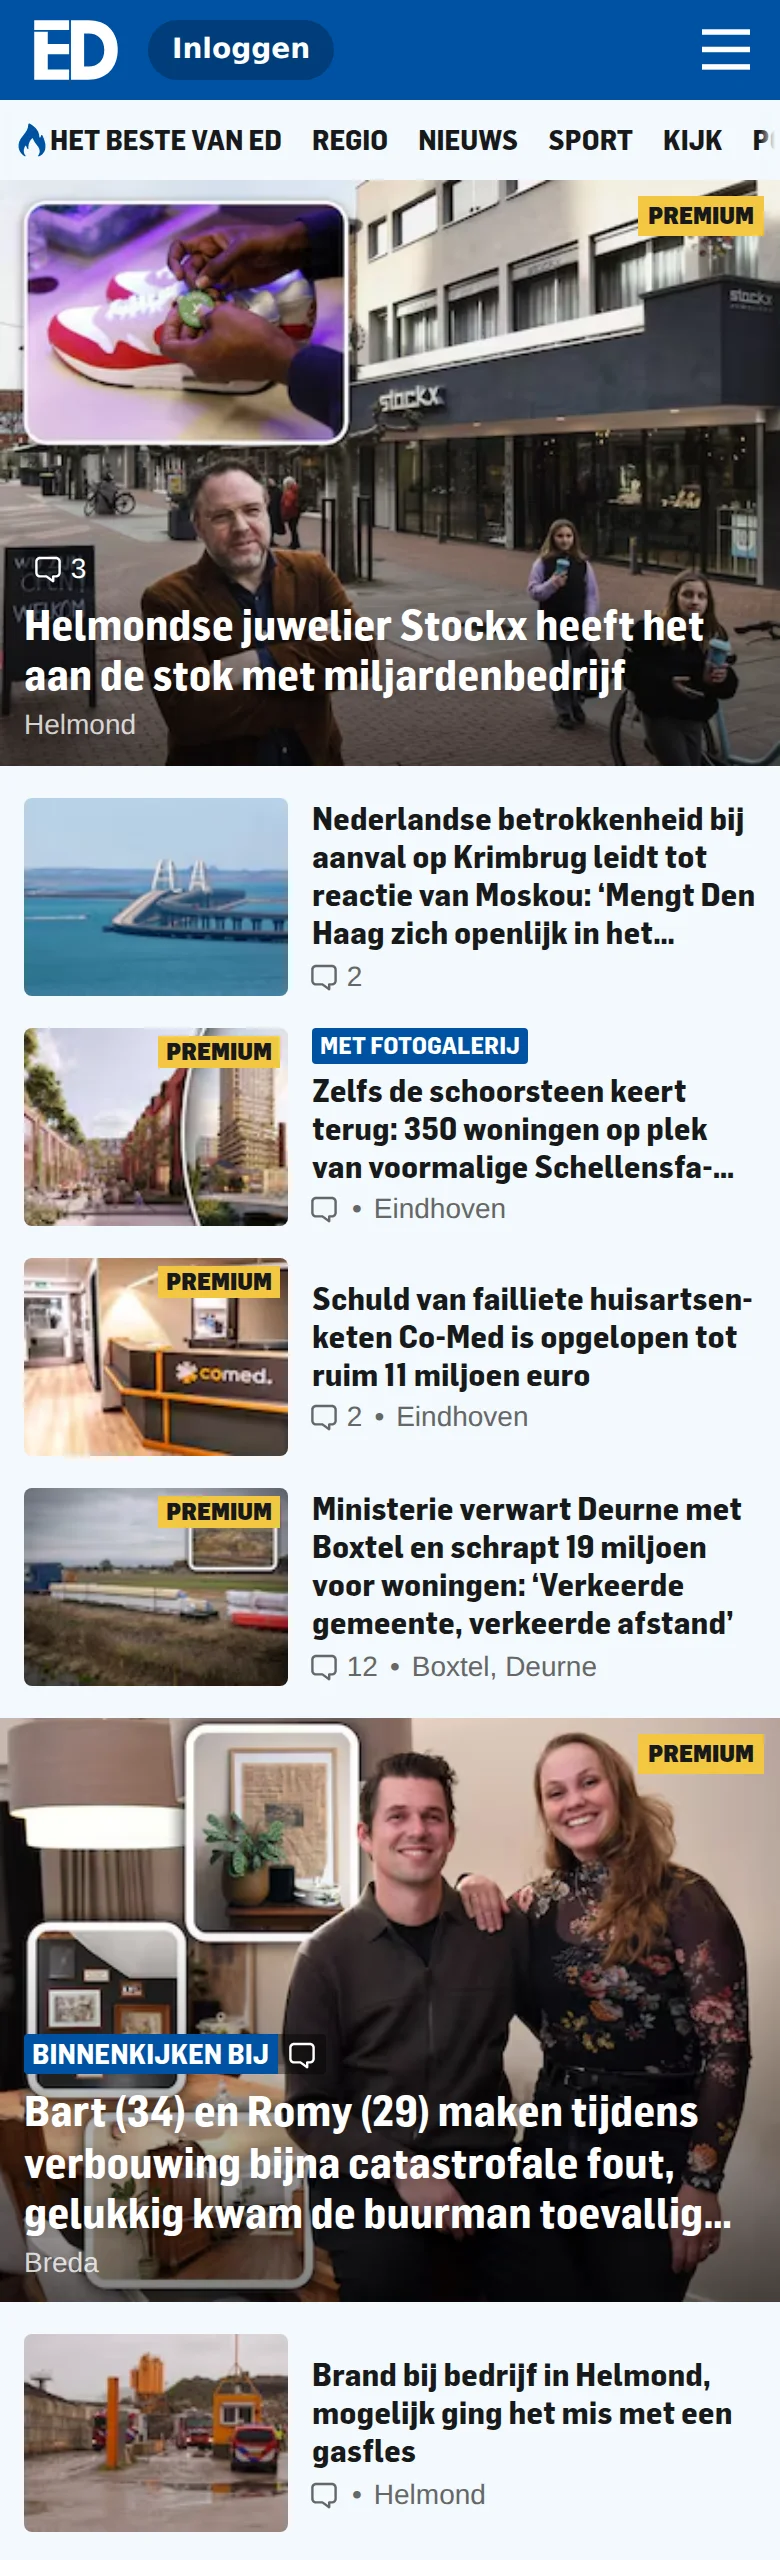 ED
Inloggen
HET BESTE VAN ED
REGIO
NIEUWS
SPORT
KIJK
PREMIUM
stockx
stockx
3
Helmondse juwelier Stockx heeft het
aan de stok met miljardenbedrijf
Helmond
Nederlandse betrokkenheid bij
aanval op Krimbrug leidt tot
reactie van Moskou: ‘Mengt Den
Haag zich openlijk in het...
2
PREMIUM
MET FOTOGALERIJ
Zelfs de schoorsteen keert
terug: 350 woningen op plek
van voormalige Schellensfa-...
• Eindhoven
PREMIUM
comed.
Schuld van failliete huisartsen-
keten Co-Med is opgelopen tot
ruim 11 miljoen euro
2 • Eindhoven
PREMIUM
Ministerie verwart Deurne met
Boxtel en schrapt 19 miljoen
voor woningen: ‘Verkeerde
gemeente, verkeerde afstand’
12 • Boxtel, Deurne
PREMIUM
BINNENKIJKEN BIJ
Bart (34) en Romy (29) maken tijdens
verbouwing bijna catastrofale fout,
gelukkig kwam de buurman toevallig...
Breda
Brand bij bedrijf in Helmond,
mogelijk ging het mis met een
gasfles
• Helmond